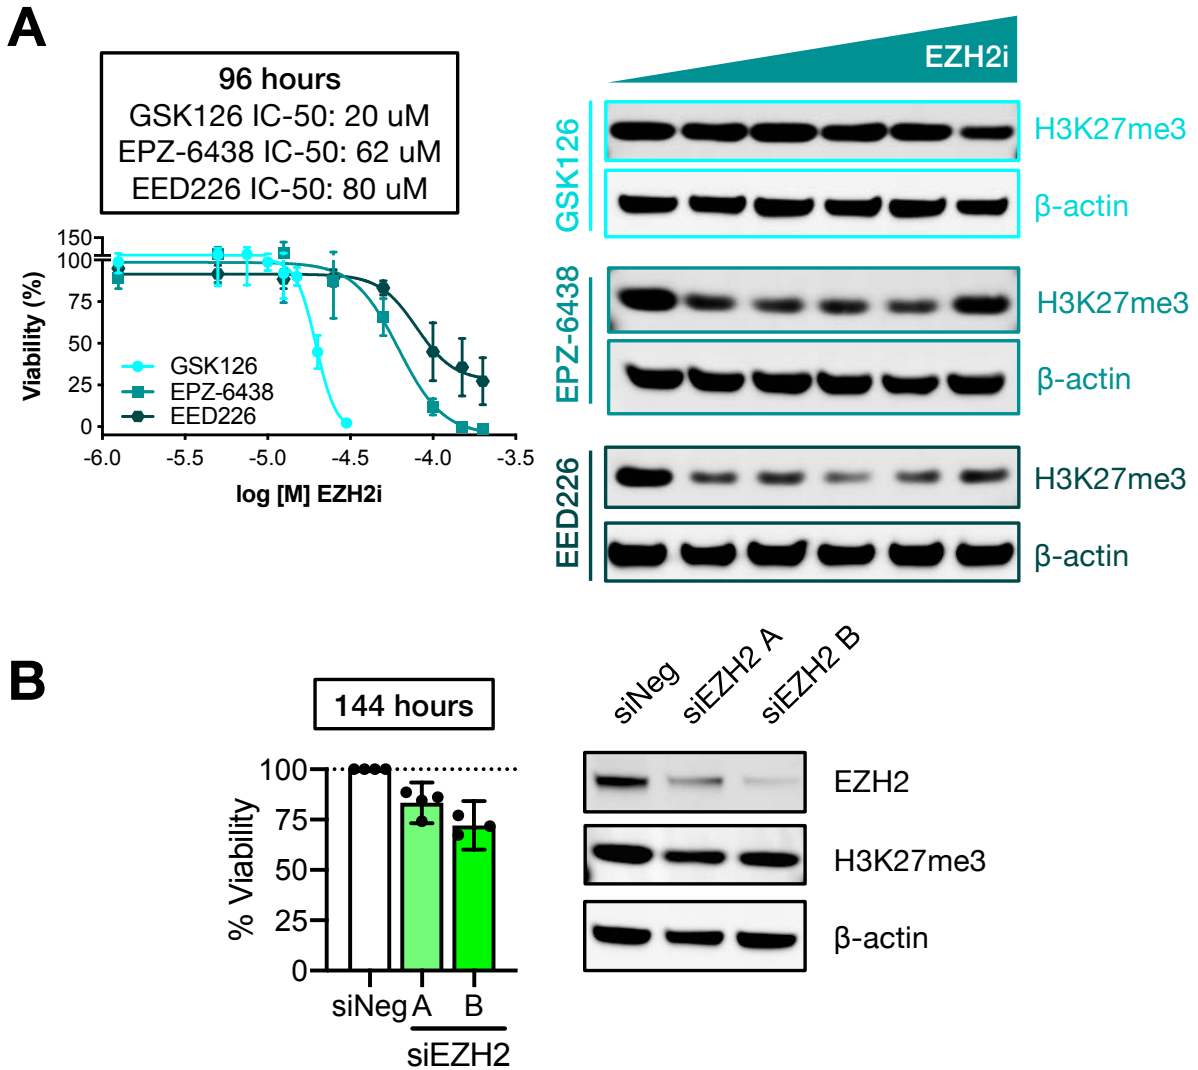 A
96 hours
GSK126 IC-50: 20 uM
EPZ-6438 IC-50: 62 uM
EED226 IC-50: 80 uM
150
100
75
50
25
0
Viability (%)
GSK126
EPZ-6438
EED226
-6.0 -5.5 -5.0 -4.5 -4.0 -3.5
log [M] EZH2i
EZH2i
GSK126
H3K27me3
β-actin
EPZ-6438
H3K27me3
β-actin
EED226
H3K27me3
β-actin
B
144 hours
100
75
50
25
0
% Viability
siNeg A B
siEZH2
siNeg siEZH2 A siEZH2 B
EZH2
H3K27me3
β-actin